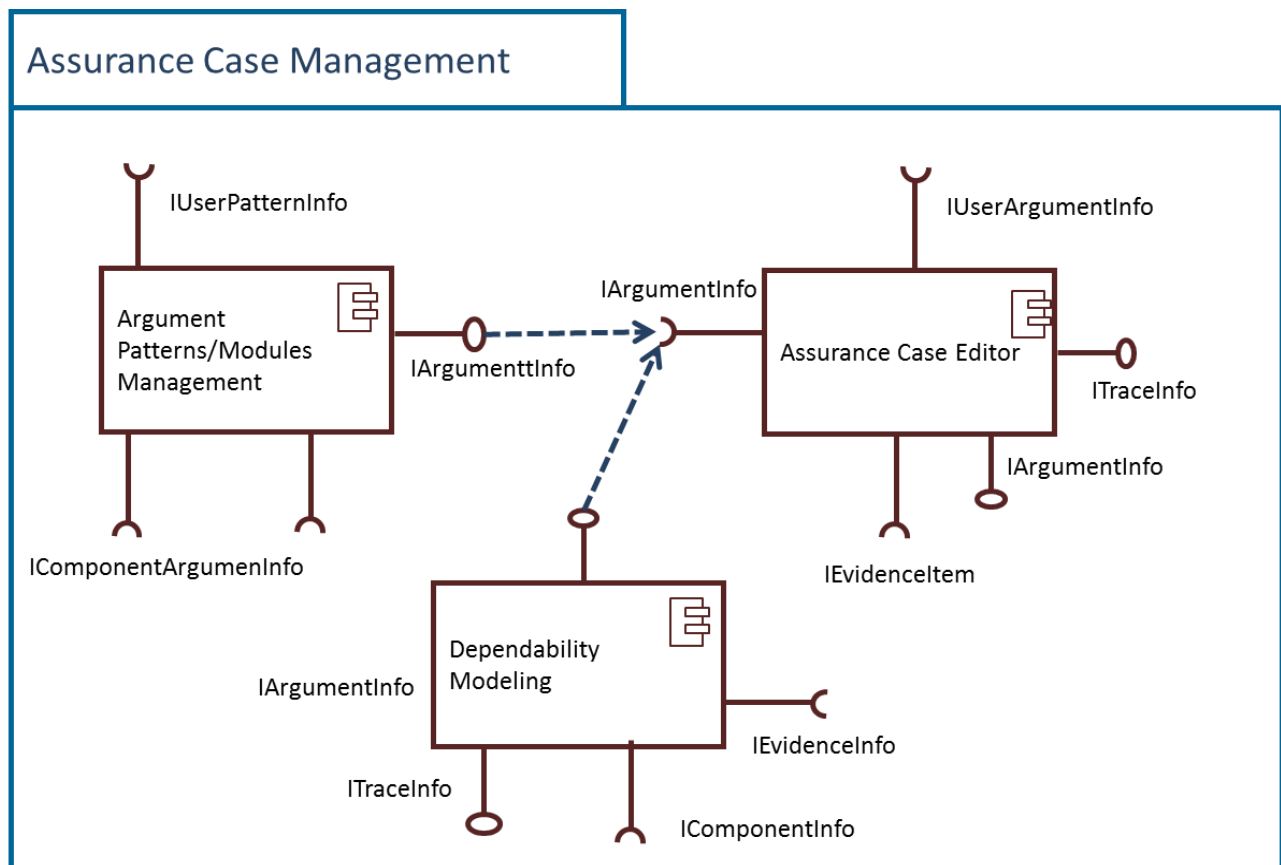 Assurance Case Management
IUserPatternInfo
IUserArgumentInfo
IArgumentInfo
Argument
Patterns/Modules
Management
IArgumenttInfo
Assurance Case Editor
ITraceInfo
IArgumentInfo
IComponentArgumenInfo
IEvidenceItem
Dependability
Modeling
IArgumentInfo
IEvidenceInfo
ITraceInfo
IComponentInfo